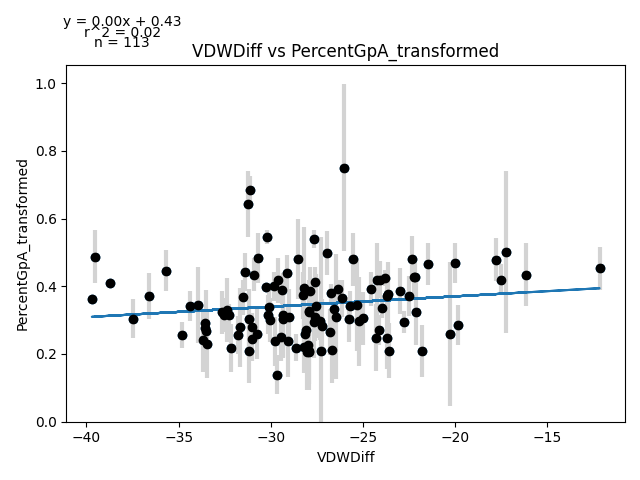 y = 0.00x + 0.43
r^2 = 0.02
n = 113
VDWDiff vs PercentGpA_transformed
PercentGpA_transformed
1.0
0.8
0.6
0.4
0.2
0.0
−40
−35
−30
−25
−20
−15
VDWDiff